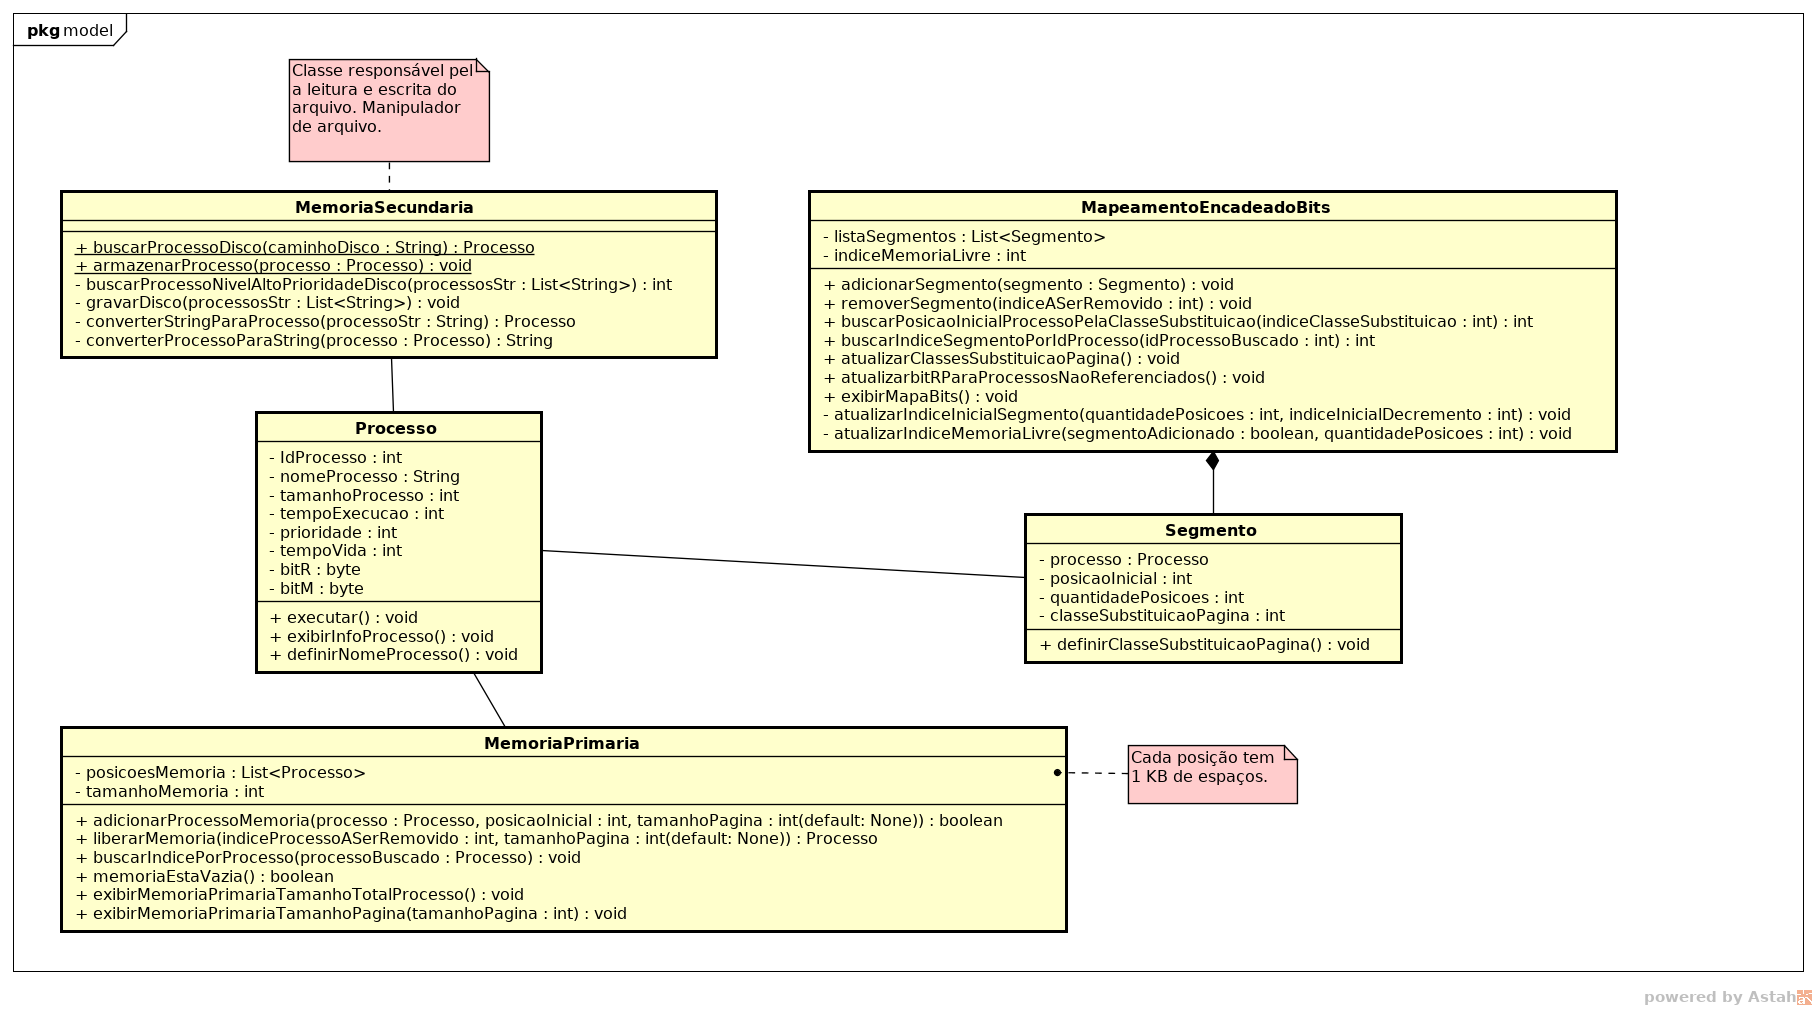 pkg model
Classe responsável pel
a leitura e escrita do
arquivo. Manipulador
de arquivo.
MemoriaSecundaria
+ buscarProcessoDisco(caminhoDisco : String) : Processo
+ armazenarProcesso(processo : Processo) : void
- buscarProcessoNivelAltoPrioridadeDisco(processosStr : List<String>) : int
- gravarDisco(processosStr : List<String>) : void
- converterStringParaProcesso(processoStr : String) : Processo
- converterProcessoParaString(processo : Processo) : String
MapeamentoEncadeadoBits
- listaSegmentos : List<Segmento>
- indiceMemoriaLivre : int
+ adicionarSegmento(segmento : Segmento) : void
+ removerSegmento(indiceASerRemovido : int) : void
+ buscarPosicaoInicialProcessoPelaClasseSubstituicao(indiceClasseSubstituicao : int) : int
+ buscarIndiceSegmentoPorIdProcesso(idProcessoBuscado : int) : int
+ atualizarClassesSubstituicaoPagina() : void
+ atualizarbitRParaProcessosNaoReferenciados() : void
+ exibirMapaBits() : void
- atualizarIndiceInicialSegmento(quantidadePosicoes : int, indiceInicialDecremento : int) : void
- atualizarIndiceMemoriaLivre(segmentoAdicionado : boolean, quantidadePosicoes : int) : void
Processo
- IdProcesso : int
- nomeProcesso : String
- tamanhoProcesso : int
- tempoExecucao : int
- prioridade : int
- tempoVida : int
- bitR : byte
- bitM : byte
+ executar() : void
+ exibirInfoProcesso() : void
+ definirNomeProcesso() : void
Segmento
- processo : Processo
- posicaoInicial : int
- quantidadePosicoes : int
- classeSubstituicaoPagina : int
+ definirClasseSubstituicaoPagina() : void
MemoriaPrimaria
- posicoesMemoria : List<Processo>
- tamanhoMemoria : int
+ adicionarProcessoMemoria(processo : Processo, posicaoInicial : int, tamanhoPagina : int(default: None)) : boolean
+ liberarMemoria(indiceProcessoASerRemovido : int, tamanhoPagina : int(default: None)) : Processo
+ buscarIndicePorProcesso(processoBuscado : Processo) : void
+ memoriaEstaVazia() : boolean
+ exibirMemoriaPrimariaTamanhoTotalProcesso() : void
+ exibirMemoriaPrimariaTamanhoPagina(tamanhoPagina : int) : void
Cada posição tem
1 KB de espaços.
powered by Astah